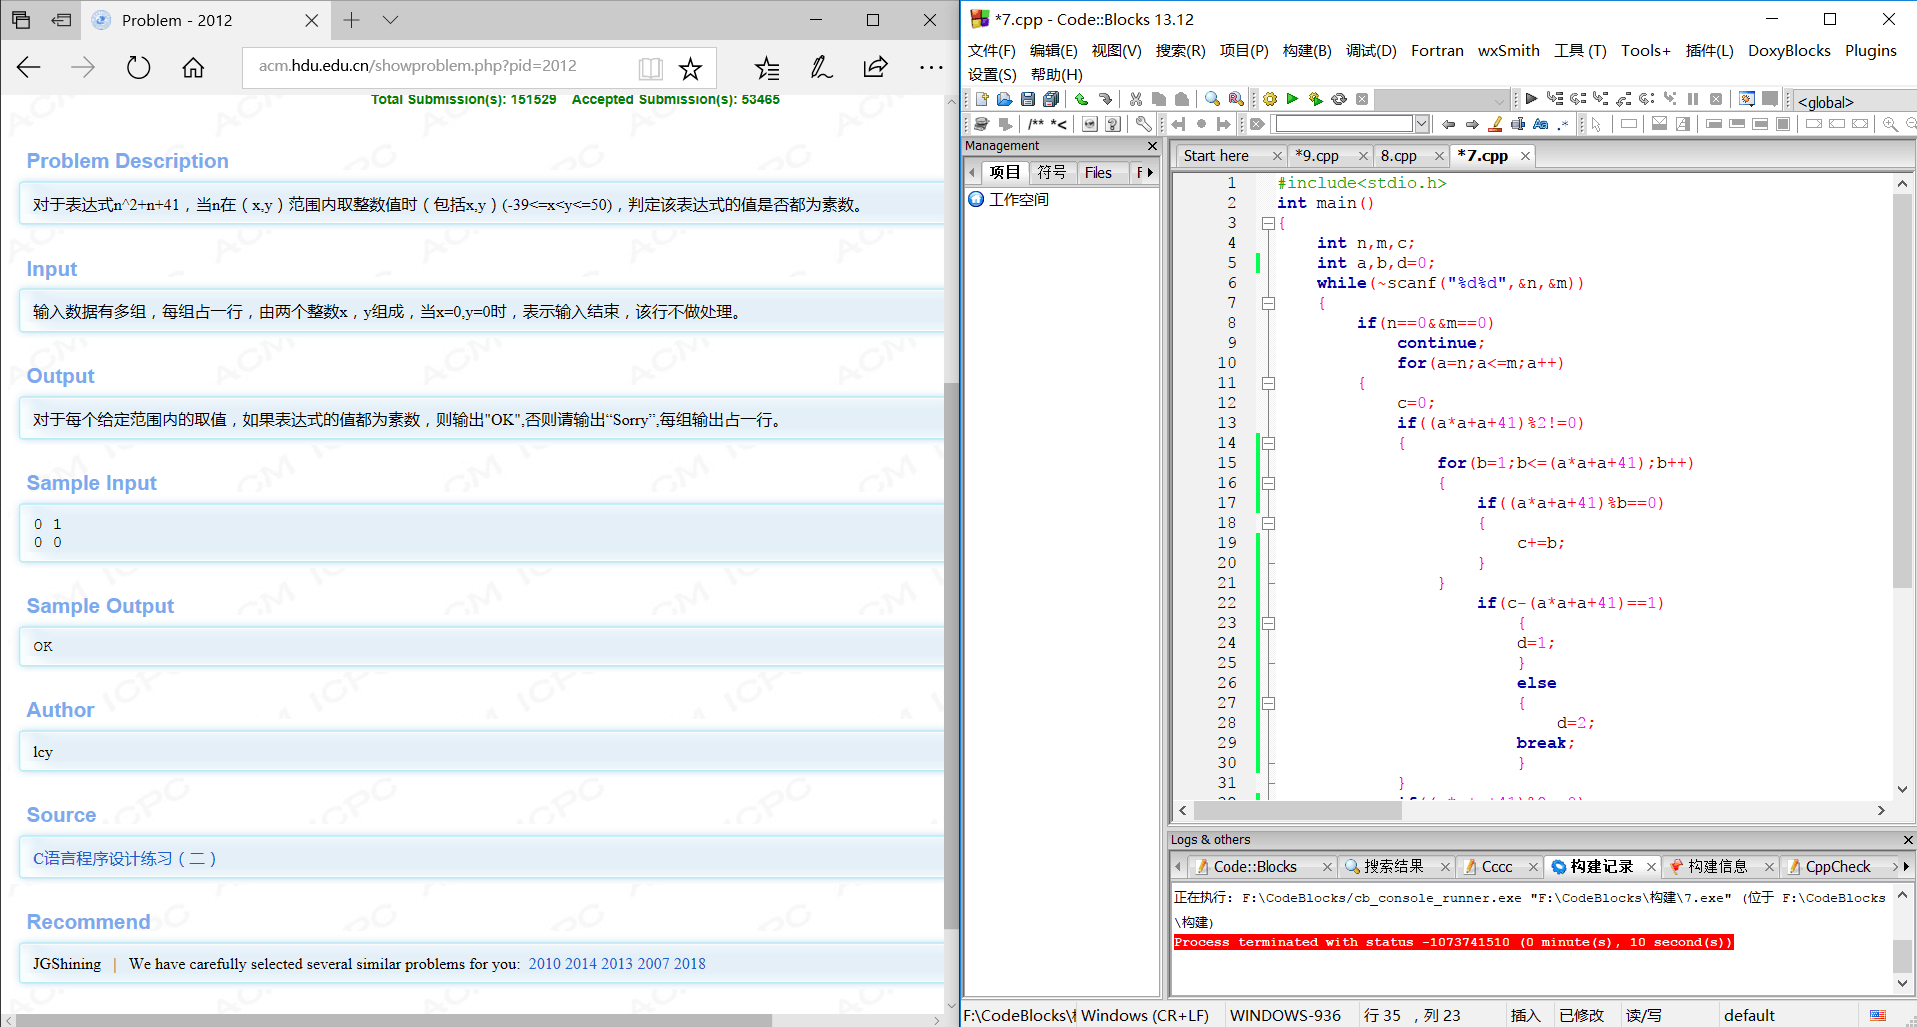 Problem - 2012
acm.hdu.edu.cn/showproblem.php?pid=2012
Total Submission(s): 151529 Accepted Submission(s): 53465
Problem Description
对于表达式n^2+n+41，当n在（x,y）范围内取整数值时（包括x,y）(-39<=x<y<=50)，判定该表达式的值是否都为素数。
Input
输入数据有多组，每组占一行，由两个整数x，y组成，当x=0,y=0时，表示输入结束，该行不做处理。
Output
对于每个给定范围内的取值，如果表达式的值都为素数，则输出"OK",否则请输出“Sorry”,每组输出占一行。
Sample Input
0 1
0 0
Sample Output
OK
Author
lcy
Source
C语言程序设计练习（二）
Recommend
JGShining | We have carefully selected several similar problems for you: 2010 2014 2013 2007 2018
*7.cpp - Code::Blocks 13.12
文件(F) 编辑(E) 视图(V) 搜索(R) 项目(P) 构建(B) 调试(D) Fortran wxSmith 工具 (T) Tools+ 插件(L) DoxyBlocks Plugins
设置(S) 帮助(H)
<global>
/** *<
Management
项目 符号 Files F
工作空间
Start here *9.cpp 8.cpp *7.cpp
1 #include<stdio.h>
2 int main()
3 {
4 int n,m,c;
5 int a,b,d=0;
6 while(~scanf("%d%d",&n,&m))
7 {
8 if(n==0&&m==0)
9 continue;
10 for(a=n;a<=m;a++)
11 {
12 c=0;
13 if((a*a+a+41)%2!=0)
14 {
15 for(b=1;b<=(a*a+a+41);b++)
16 {
17 if((a*a+a+41)%b==0)
18 {
19 c+=b;
20 }
21 }
22 if(c-(a*a+a+41)==1)
23 {
24 d=1;
25 }
26 else
27 {
28 d=2;
29 break;
30 }
31 }
Logs & others
Code::Blocks 搜索结果 Cccc 构建记录 构建信息 CppCheck
正在执行: F:\CodeBlocks/cb_console_runner.exe "F:\CodeBlocks\构建\7.exe" (位于 F:\CodeBlocks
\构建)
Process terminated with status -1073741510 (0 minute(s), 10 second(s))
F:\CodeBlocks\ Windows (CR+LF) WINDOWS-936 行 35 , 列 23 插入 已修改 读/写 default